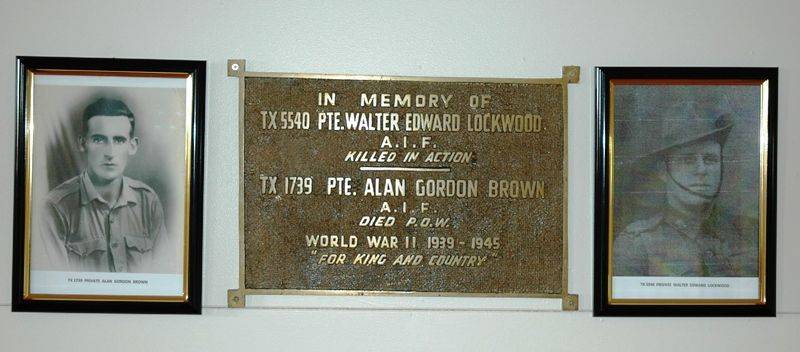 IN MEMORY OF
TX 5540 PTE. WALTER EDWARD LOCKWOOD.
A.I.F.
KILLED IN ACTION
TX 1739 PTE. ALAN GORDON BROWN
A.I.F.
DIED P.O.W.
WORLD WAR II. 1939 - 1945
"FOR KING AND COUNTRY"
TX 1739 PRIVATE ALAN GORDON BROWN
TX 5540 PRIVATE WALTER EDWARD LOCKWOOD